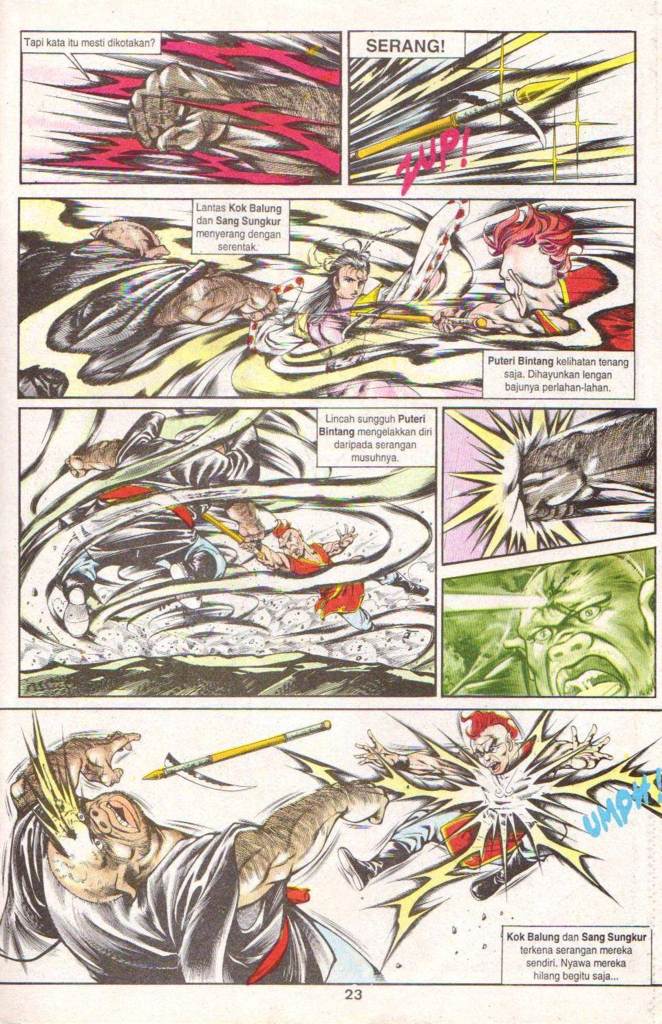 Tapi kata itu mesti dikotakan?
SERANG!
ZUP!
Lantas Kok Balung
dan Sang Sungkur
menyerang dengan
serentak.
Puteri Bintang kelihatan tenang
saja. Dihayunkan lengan
bajunya perlahan-lahan.
Lincah sungguh Puteri
Bintang mengelakkan diri
daripada serangan
musuhnya.
UMPH!
Kok Balung dan Sang Sungkur
terkena serangan mereka
sendiri. Nyawa mereka
hilang begitu saja...
23